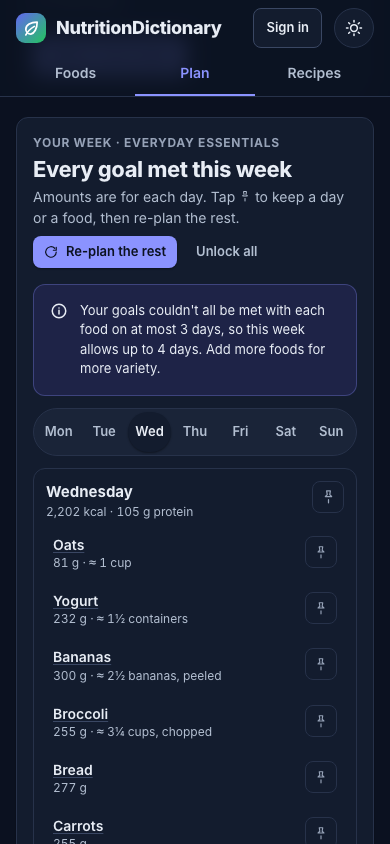 NutritionDictionary
Sign in
Foods
Plan
Recipes
YOUR WEEK · EVERYDAY ESSENTIALS
Every goal met this week
Amounts are for each day. Tap to keep a day
or a food, then re-plan the rest.
Re-plan the rest
Unlock all
Your goals couldn't all be met with each
food on at most 3 days, so this week
allows up to 4 days. Add more foods for
more variety.
Mon Tue Wed Thu Fri Sat Sun
Wednesday
2,202 kcal · 105 g protein
Oats
81 g · ≈ 1 cup
Yogurt
232 g · ≈ 1½ containers
Bananas
300 g · ≈ 2½ bananas, peeled
Broccoli
255 g · ≈ 3¼ cups, chopped
Bread
277 g
Carrots
255 g